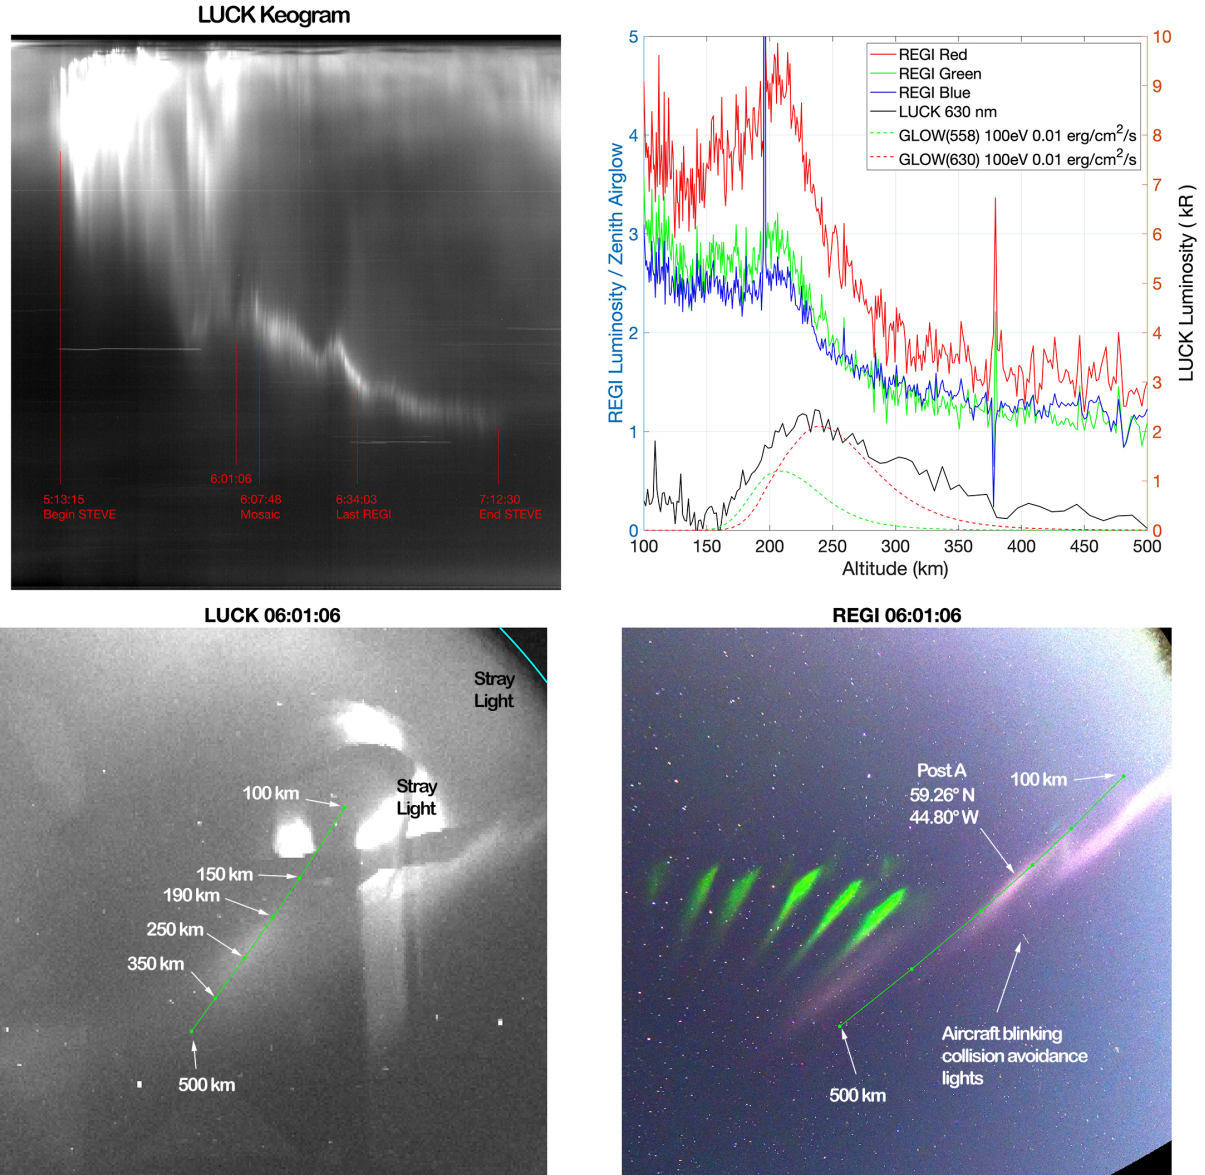 LUCK Keogram
5:13:15
Begin STEVE
6:01:06
6:07:48
Mosaic
6:34:03
Last REGI
7:12:30
End STEVE
REGI Luminosity / Zenith Airglow
5
4
3
2
1
0
REGI Red
REGI Green
REGI Blue
LUCK 630 nm
GLOW(558) 100eV 0.01 erg/cm²/s
GLOW(630) 100eV 0.01 erg/cm²/s
10
9
8
7
6
5
4
3
2
1
0
LUCK Luminosity ( kR )
100 150 200 250 300 350 400 450 500
Altitude (km)
LUCK 06:01:06
Stray
Light
Stray
Light
100 km
150 km
190 km
250 km
350 km
500 km
REGI 06:01:06
Post A
59.26° N
44.80° W
100 km
Aircraft blinking
collision avoidance
lights
500 km